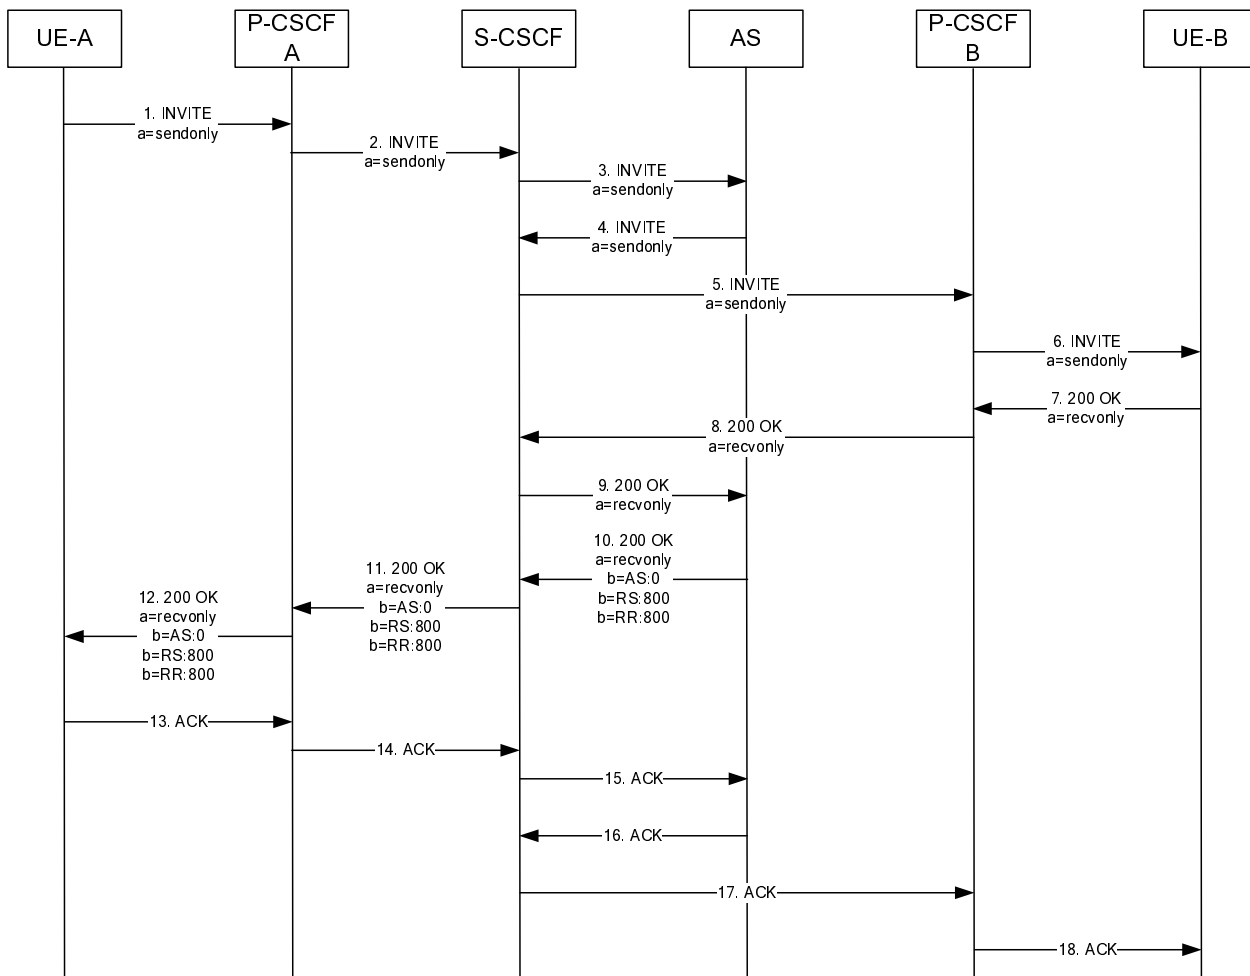 UE-A
P-CSCF
A
S-CSCF
AS
P-CSCF
B
UE-B
1. INVITE
a=sendonly
2. INVITE
a=sendonly
3. INVITE
a=sendonly
4. INVITE
a=sendonly
5. INVITE
a=sendonly
6. INVITE
a=sendonly
7. 200 OK
a=recvonly
8. 200 OK
a=recvonly
9. 200 OK
a=recvonly
10. 200 OK
a=recvonly
b=AS:0
b=RS:800
b=RR:800
11. 200 OK
a=recvonly
b=AS:0
b=RS:800
b=RR:800
12. 200 OK
a=recvonly
b=AS:0
b=RS:800
b=RR:800
13. ACK
14. ACK
15. ACK
16. ACK
17. ACK
18. ACK